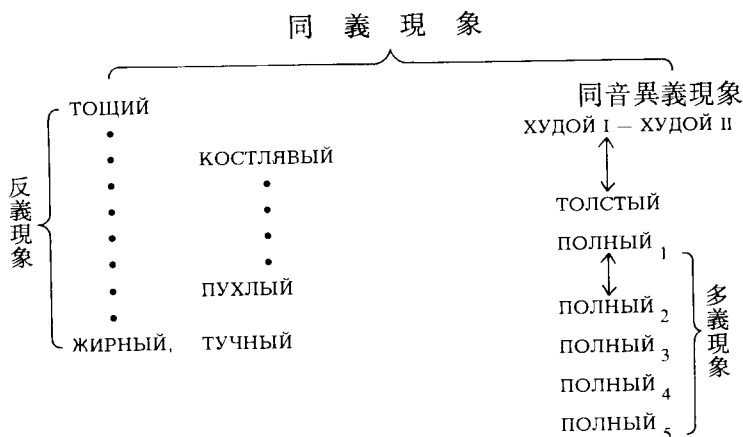 同義現象
同音異義現象
ТОЩИЙ
ХУДОЙ I – ХУДОЙ II
КОСТЛЯВЫЙ
反義現象
ТОЛСТЫЙ
ПОЛНЫЙ 1
ПУХЛЫЙ
ПОЛНЫЙ 2
多義現象
ЖИРНЫЙ, ТУЧНЫЙ
ПОЛНЫЙ 3
ПОЛНЫЙ 4
ПОЛНЫЙ 5